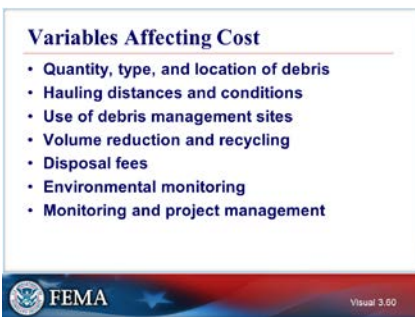 Variables Affecting Cost
• Quantity, type, and location of debris
• Hauling distances and conditions
• Use of debris management sites
• Volume reduction and recycling
• Disposal fees
• Environmental monitoring
• Monitoring and project management
FEMA
Visual 3.60